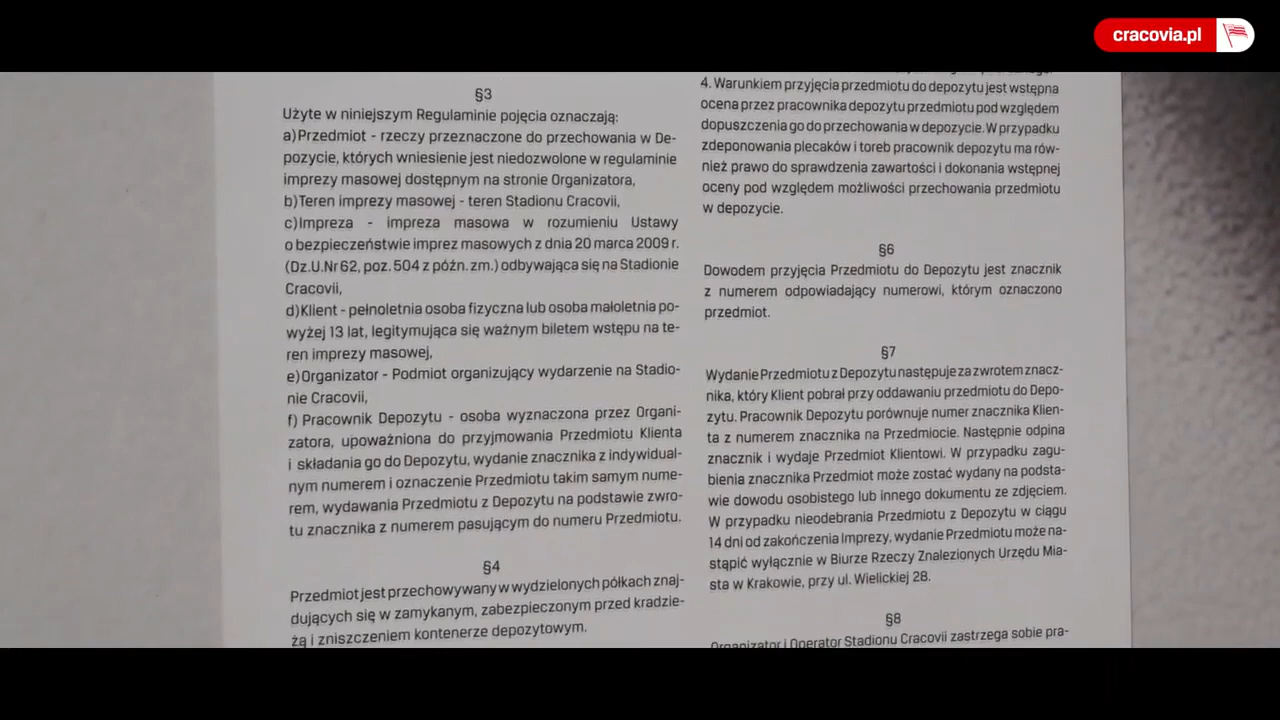 cracovia.pl
§3
Użyte w niniejszym Regulaminie pojęcia oznaczają:
a)Przedmiot - rzeczy przeznaczone do przechowania w De-
pozycie, których wniesienie jest niedozwolone w regulaminie
imprezy masowej dostępnym na stronie Organizatora,
b)Teren imprezy masowej - teren Stadionu Cracovii,
c)Impreza - impreza masowa w rozumieniu Ustawy
o bezpieczeństwie imprez masowych z dnia 20 marca 2009 r.
(Dz.U.Nr 62, poz. 504 z późn. zm.) odbywająca się na Stadionie
Cracovii,
d)Klient - pełnoletnia osoba fizyczna lub osoba małoletnia po-
wyżej 13 lat, legitymująca się ważnym biletem wstępu na te-
ren imprezy masowej,
e)Organizator - Podmiot organizujący wydarzenie na Stadio-
nie Cracovii,
f) Pracownik Depozytu - osoba wyznaczona przez Organi-
zatora, upoważniona do przyjmowania Przedmiotu Klienta
i składania go do Depozytu, wydanie znacznika z indywidual-
nym numerem i oznaczenie Przedmiotu takim samym nume-
rem, wydawania Przedmiotu z Depozytu na podstawie zwro-
tu znacznika z numerem pasującym do numeru Przedmiotu.
§4
Przedmiot jest przechowywany w wydzielonych półkach znaj-
dujących się w zamykanym, zabezpieczonym przed kradzie-
żą i zniszczeniem kontenerze depozytowym.
4. Warunkiem przyjęcia przedmiotu do depozytu jest wstępna
ocena przez pracownika depozytu przedmiotu pod względem
dopuszczenia go do przechowania w depozycie. W przypadku
zdeponowania plecaków i toreb pracownik depozytu ma rów-
nież prawo do sprawdzenia zawartości i dokonania wstępnej
oceny pod względem możliwości przechowania przedmiotu
w depozycie.
§6
Dowodem przyjęcia Przedmiotu do Depozytu jest znacznik
z numerem odpowiadający numerowi, którym oznaczono
przedmiot.
§7
Wydanie Przedmiotu z Depozytu następuje za zwrotem znacz-
nika, który Klient pobrał przy oddawaniu przedmiotu do Depo-
zytu. Pracownik Depozytu porównuje numer znacznika Klien-
ta z numerem znacznika na Przedmiocie. Następnie odpina
znacznik i wydaje Przedmiot Klientowi. W przypadku zagu-
bienia znacznika Przedmiot może zostać wydany na podsta-
wie dowodu osobistego lub innego dokumentu ze zdjęciem.
W przypadku nieodebrania Przedmiotu z Depozytu w ciągu
14 dni od zakończenia Imprezy, wydanie Przedmiotu może na-
stąpić wyłącznie w Biurze Rzeczy Znalezionych Urzędu Mia-
sta w Krakowie, przy ul. Wielickiej 28.
§8
Organizator i Operator Stadionu Cracovii zastrzega sobie pra-